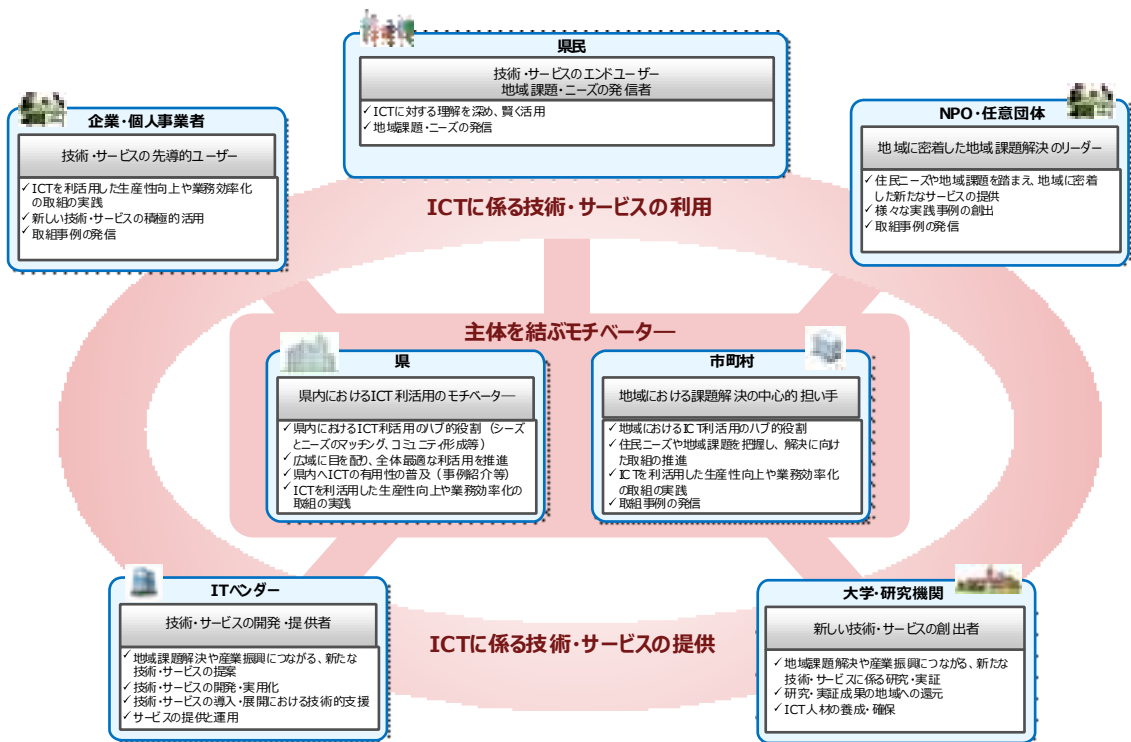 県民
技術・サービスのエンドユーザー
地域課題・ニーズの発信者
✓ICTに対する理解を深め、賢く活用
✓地域課題・ニーズの発信
企業・個人事業者
技術・サービスの先導的ユーザー
✓ICTを利活用した生産性向上や業務効率化
の取組の実践
✓新しい技術・サービスの積極的活用
✓取組事例の発信
NPO・任意団体
地域に密着した地域課題解決のリーダー
✓住民ニーズや地域課題を踏まえ、地域に密着
した新たなサービスの提供
✓様々な実践事例の創出
✓取組事例の発信
ICTに係る技術・サービスの利用
主体を結ぶモチベーター
県
県内におけるICT利活用のモチベーター
✓県内におけるICT利活用のハブ的役割（シーズ
とニーズのマッチング、コミュニティ形成等）
✓広域に目を配り、全体最適な利活用を推進
✓県内へICTの有用性の普及（事例紹介等）
✓ICTを利活用した生産性向上や業務効率化の
取組の実践
市町村
地域における課題解決の中心的担い手
✓地域におけるICT利活用のハブ的役割
✓住民ニーズや地域課題を把握し、解決に向け
た取組の推進
✓ICTを利活用した生産性向上や業務効率化
の取組の実践
✓取組事例の発信
ITベンダー
技術・サービスの開発・提供者
✓地域課題解決や産業振興につながる、新たな
技術・サービスの提案
✓技術・サービスの開発・実用化
✓技術・サービスの導入・展開における技術的支援
✓サービスの提供と運用
ICTに係る技術・サービスの提供
大学・研究機関
新しい技術・サービスの創出者
✓地域課題解決や産業振興につながる、新たな
技術・サービスに係る研究・実証
✓研究・実証成果の地域への還元
✓ICT人材の養成・確保